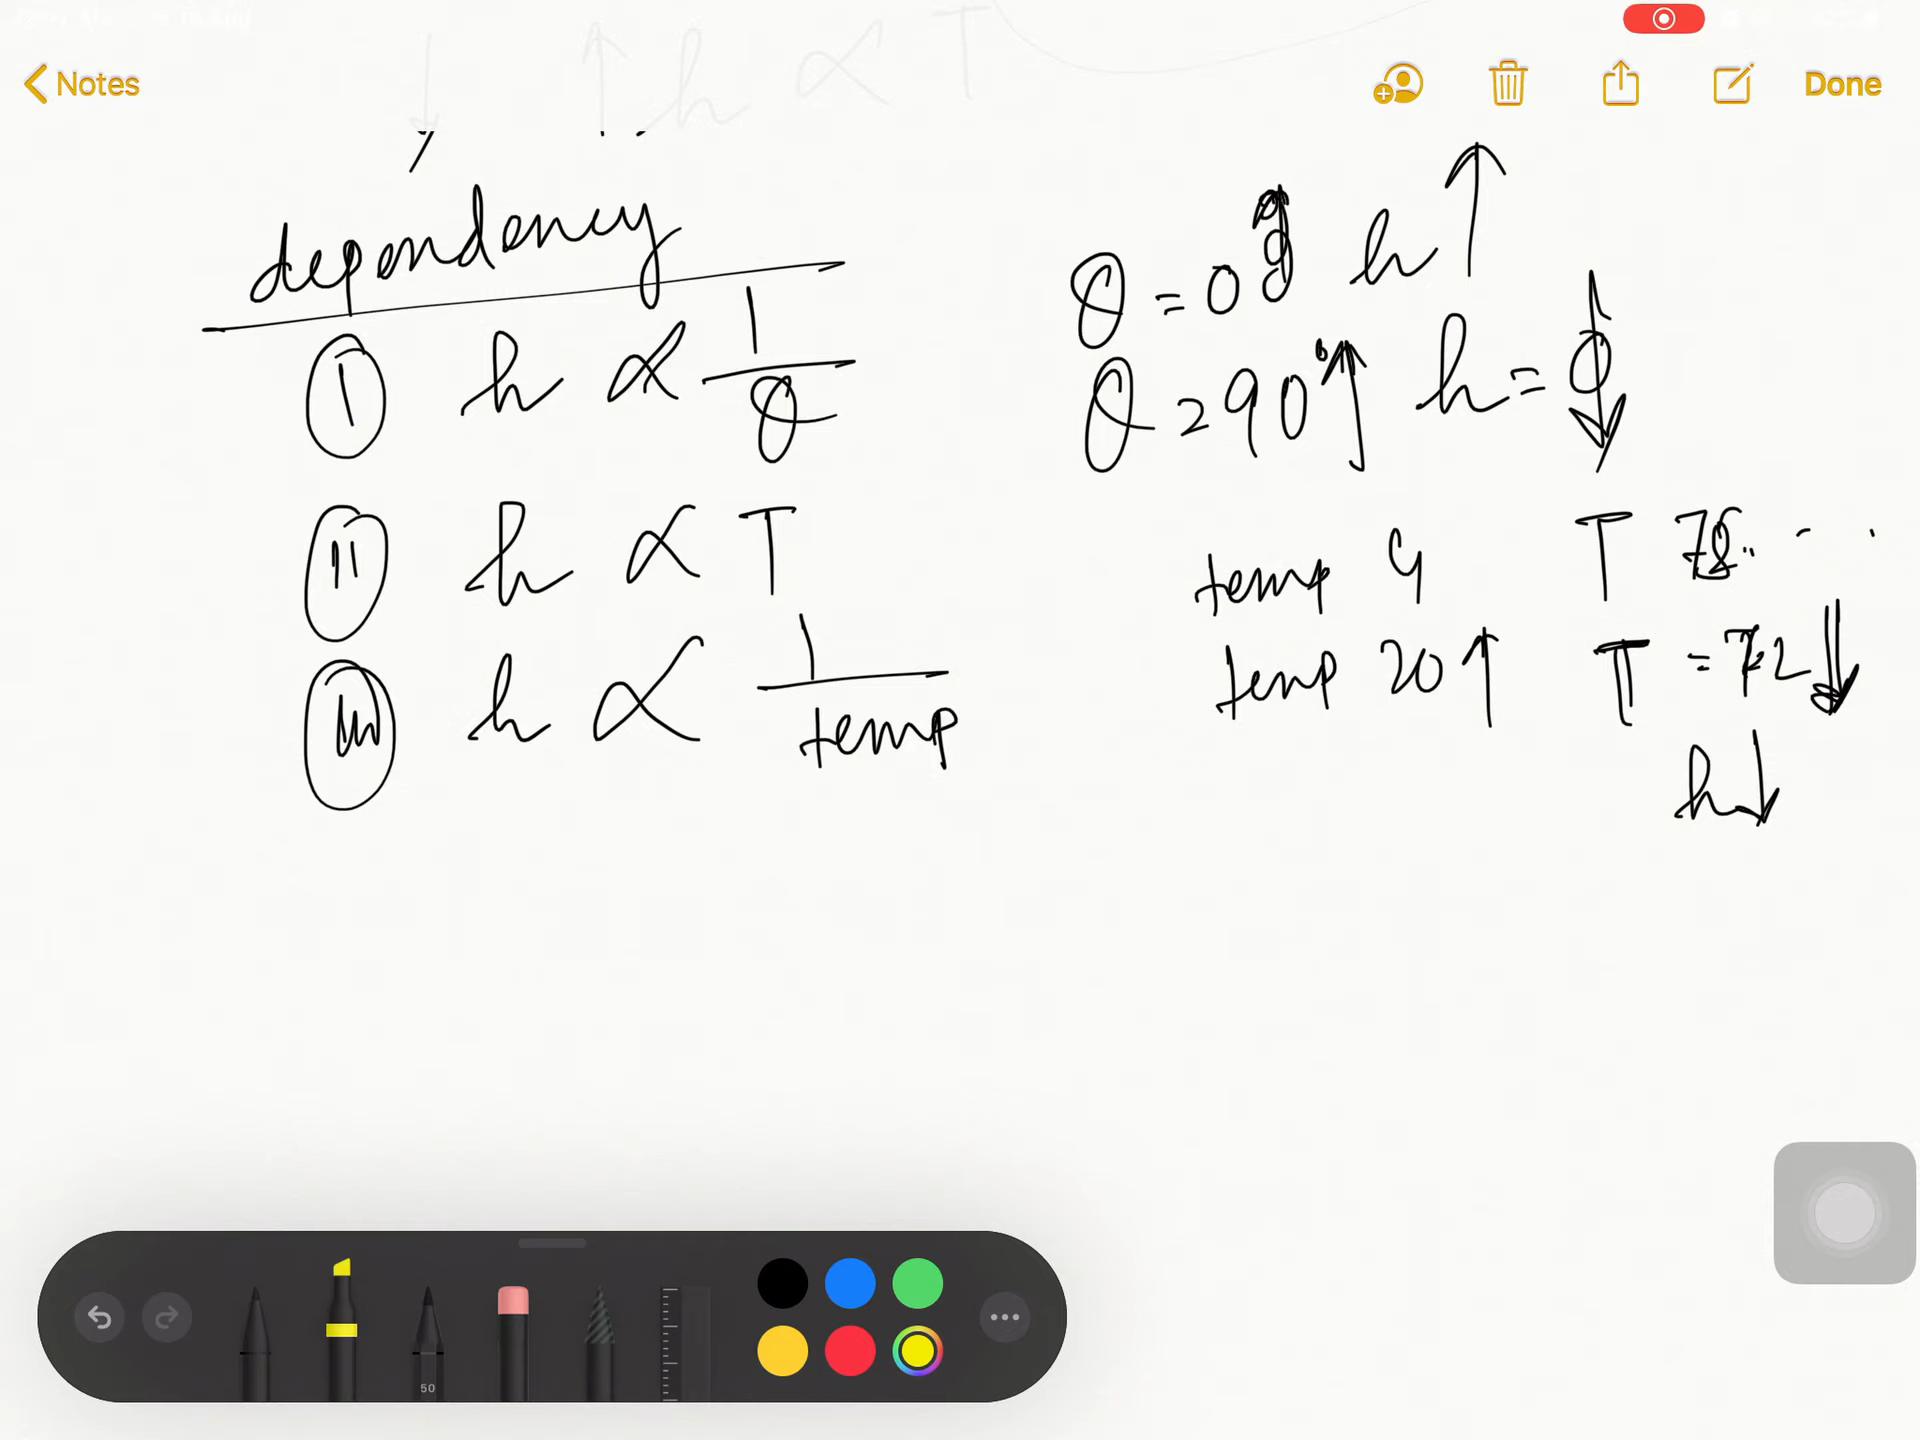 Notes
Done
h ∝ T
dependency
I h ∝ 1/θ
θ = 0° h ↑
θ = 90° ↑ h = 0 ↓
II h ∝ T
temp 4 T 75..
III h ∝ 1/temp
temp 20 ↑ T = 72 ↓
h ↓
50